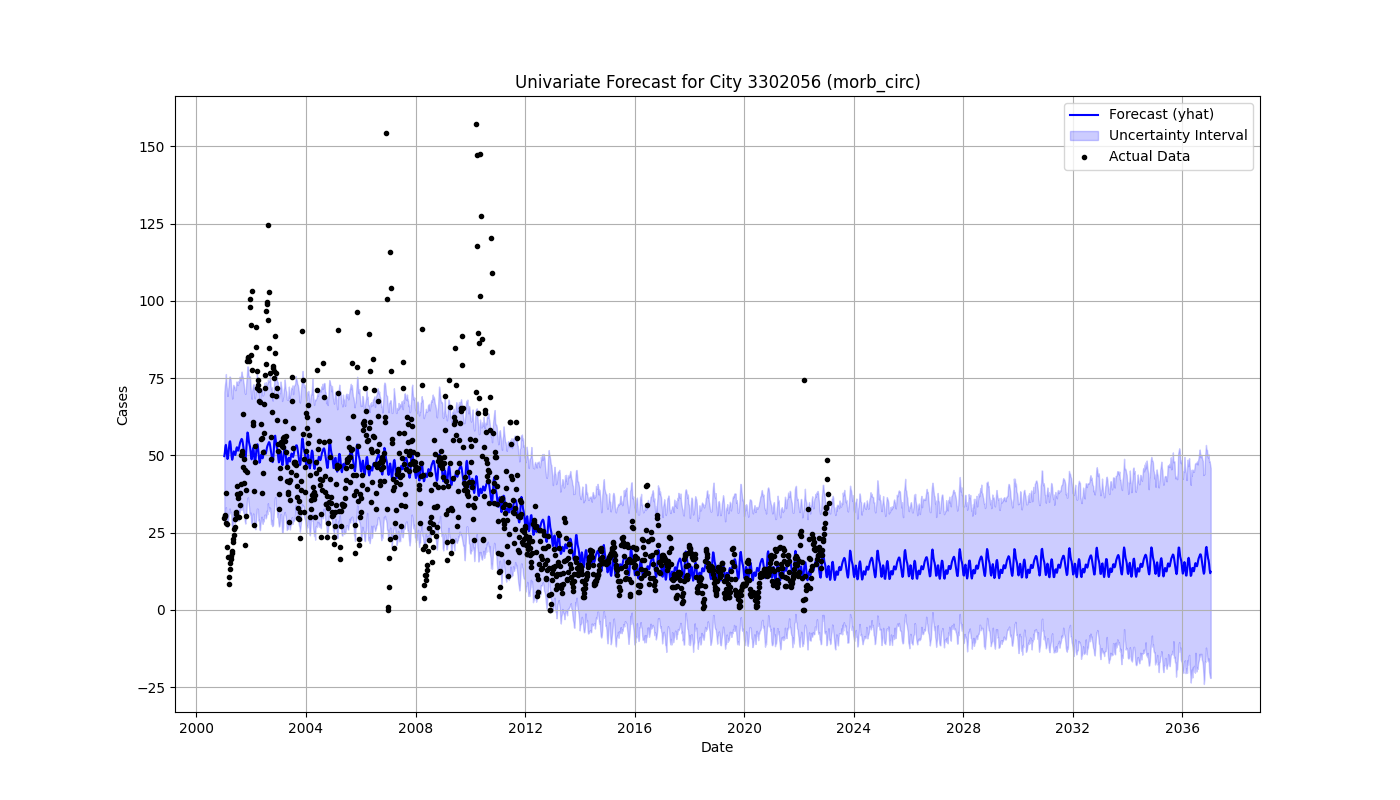 Univariate Forecast for City 3302056 (morb_circ)
Forecast (yhat)
Uncertainty Interval
Actual Data
Cases
150
125
100
75
50
25
0
−25
2000 2004 2008 2012 2016 2020 2024 2028 2032 2036
Date